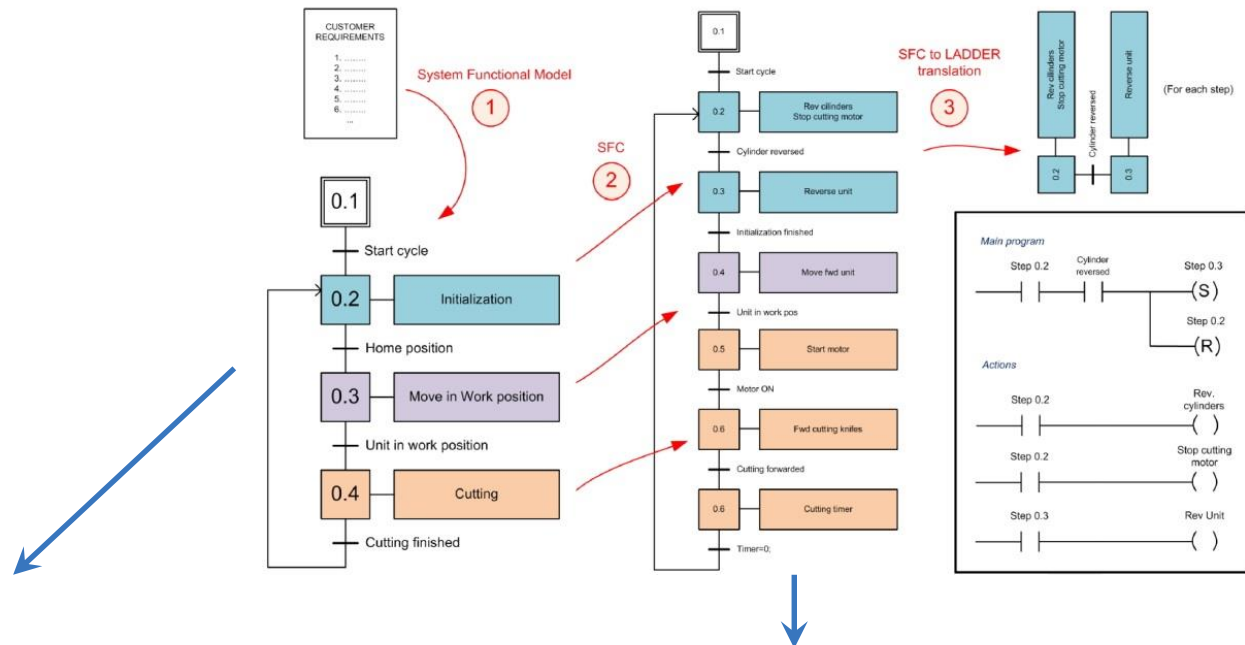 CUSTOMER
REQUIREMENTS
1. ........
2. ........
3. ........
4. ........
5. ........
6. ........
...
System Functional Model
1
0.1
Start cycle
0.2
Initialization
Home position
0.3
Move in Work position
Unit in work position
0.4
Cutting
Cutting finished
SFC
2
0.1
Start cycle
0.2
Rev cilinders
Stop cutting motor
Cylinder reversed
0.3
Reverse unit
Initialization finished
0.4
Move fwd unit
Unit in work pos
0.5
Start motor
Motor ON
0.6
Fwd cutting knifes
Cutting forwarded
0.6
Cutting timer
Timer=0;
SFC to LADDER
translation
3
Rev cilinders
Stop cutting motor
Cylinder reversed
Reverse unit
(For each step)
0.2
0.3
Main program
Step 0.2
Cylinder
reversed
Step 0.3
(S)
Step 0.2
(R)
Actions
Step 0.2
Rev.
cylinders
( )
Step 0.2
Stop cutting
motor
( )
Step 0.3
Rev Unit
( )